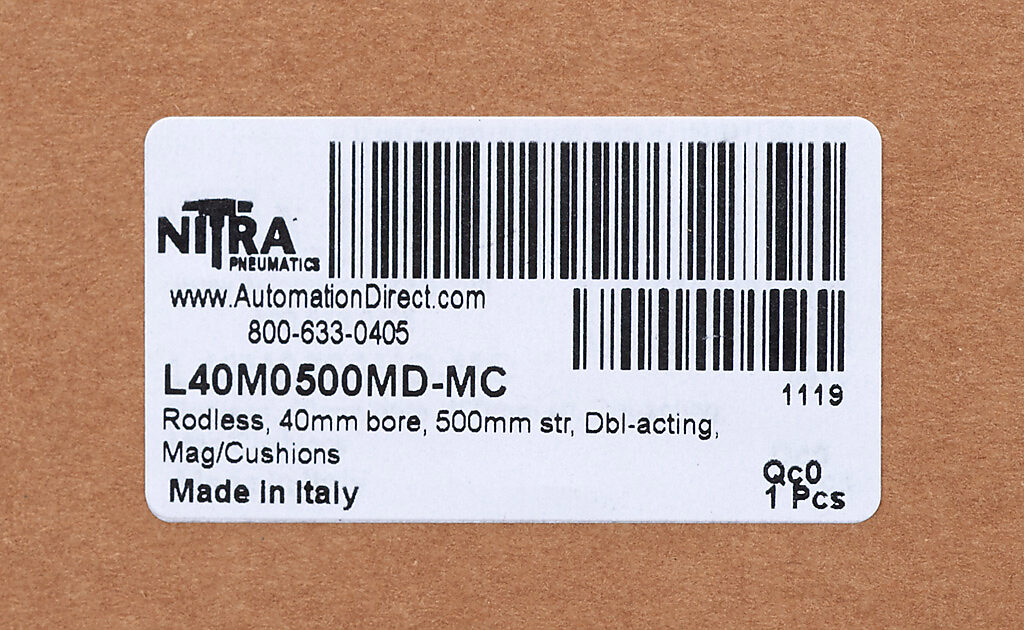 NITRA
PNEUMATICS
www.AutomationDirect.com
800-633-0405
L40M0500MD-MC
1119
Rodless, 40mm bore, 500mm str, Dbl-acting,
Mag/Cushions
Made in Italy
Qc0
1 Pcs